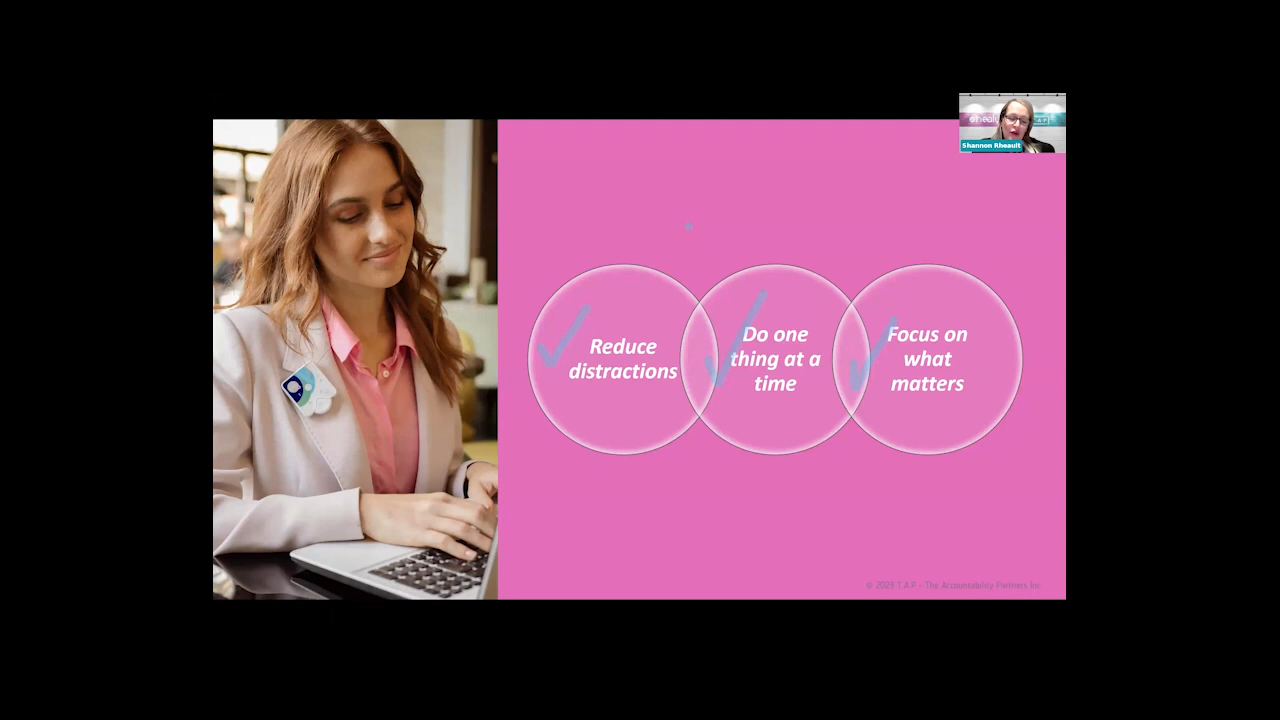 Shannon Rheault
Reduce
distractions
Do one
thing at a
time
Focus on
what
matters
© 2025 T.A.P – The Accountability Partners Inc